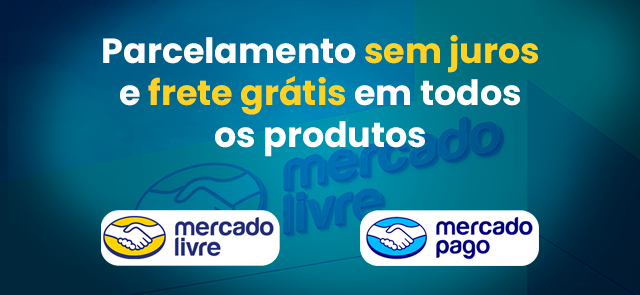 Parcelamento sem juros
e frete grátis em todos
os produtos
mercado
livre
mercado
livre
mercado
pago